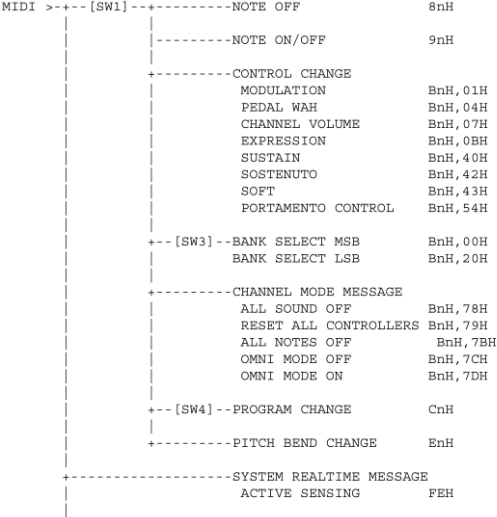 MIDI >-+--[SW1]--+---------NOTE OFF 8nH
|---------NOTE ON/OFF 9nH
+---------CONTROL CHANGE
MODULATION BnH,01H
PEDAL WAH BnH,04H
CHANNEL VOLUME BnH,07H
EXPRESSION BnH,0BH
SUSTAIN BnH,40H
SOSTENUTO BnH,42H
SOFT BnH,43H
PORTAMENTO CONTROL BnH,54H
+--[SW3]--BANK SELECT MSB BnH,00H
BANK SELECT LSB BnH,20H
+---------CHANNEL MODE MESSAGE
ALL SOUND OFF BnH,78H
RESET ALL CONTROLLERS BnH,79H
ALL NOTES OFF BnH,7BH
OMNI MODE OFF BnH,7CH
OMNI MODE ON BnH,7DH
+--[SW4]--PROGRAM CHANGE CnH
+---------PITCH BEND CHANGE EnH
+-------------------SYSTEM REALTIME MESSAGE
ACTIVE SENSING FEH